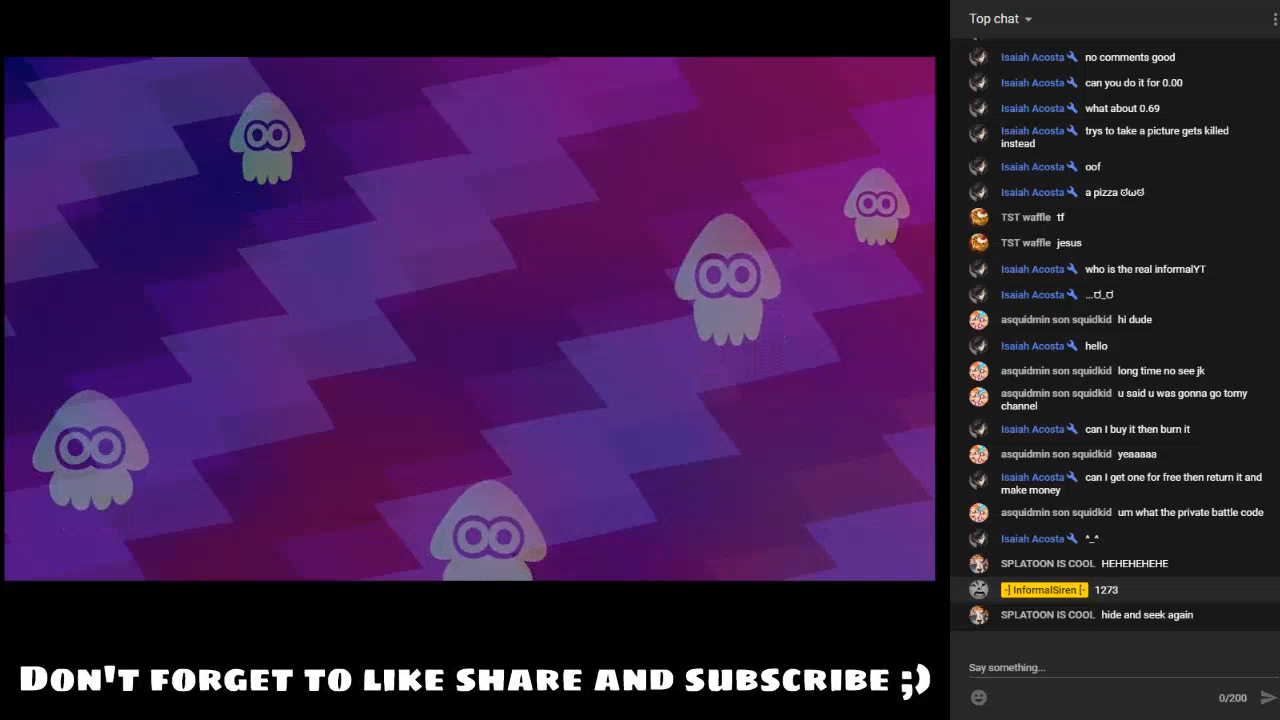 Top chat
Isaiah Acosta no comments good
Isaiah Acosta can you do it for 0.00
Isaiah Acosta what about 0.69
Isaiah Acosta trys to take a picture gets killed
instead
Isaiah Acosta oof
Isaiah Acosta a pizza ಠωಠ
TST waffle tf
TST waffle jesus
Isaiah Acosta who is the real informalYT
Isaiah Acosta ...ಠ_ಠ
asquidmin son squidkid hi dude
Isaiah Acosta hello
asquidmin son squidkid long time no see jk
asquidmin son squidkid u said u was gonna go tomy
channel
Isaiah Acosta can I buy it then burn it
asquidmin son squidkid yeaaaaa
Isaiah Acosta can I get one for free then return it and
make money
asquidmin son squidkid um what the private battle code
Isaiah Acosta ^_^
SPLATOON IS COOL HEHEHEHEHE
-] InformalSiren [- 1273
SPLATOON IS COOL hide and seek again
Say something...
0/200
Don't forget to like share and subscribe ;)